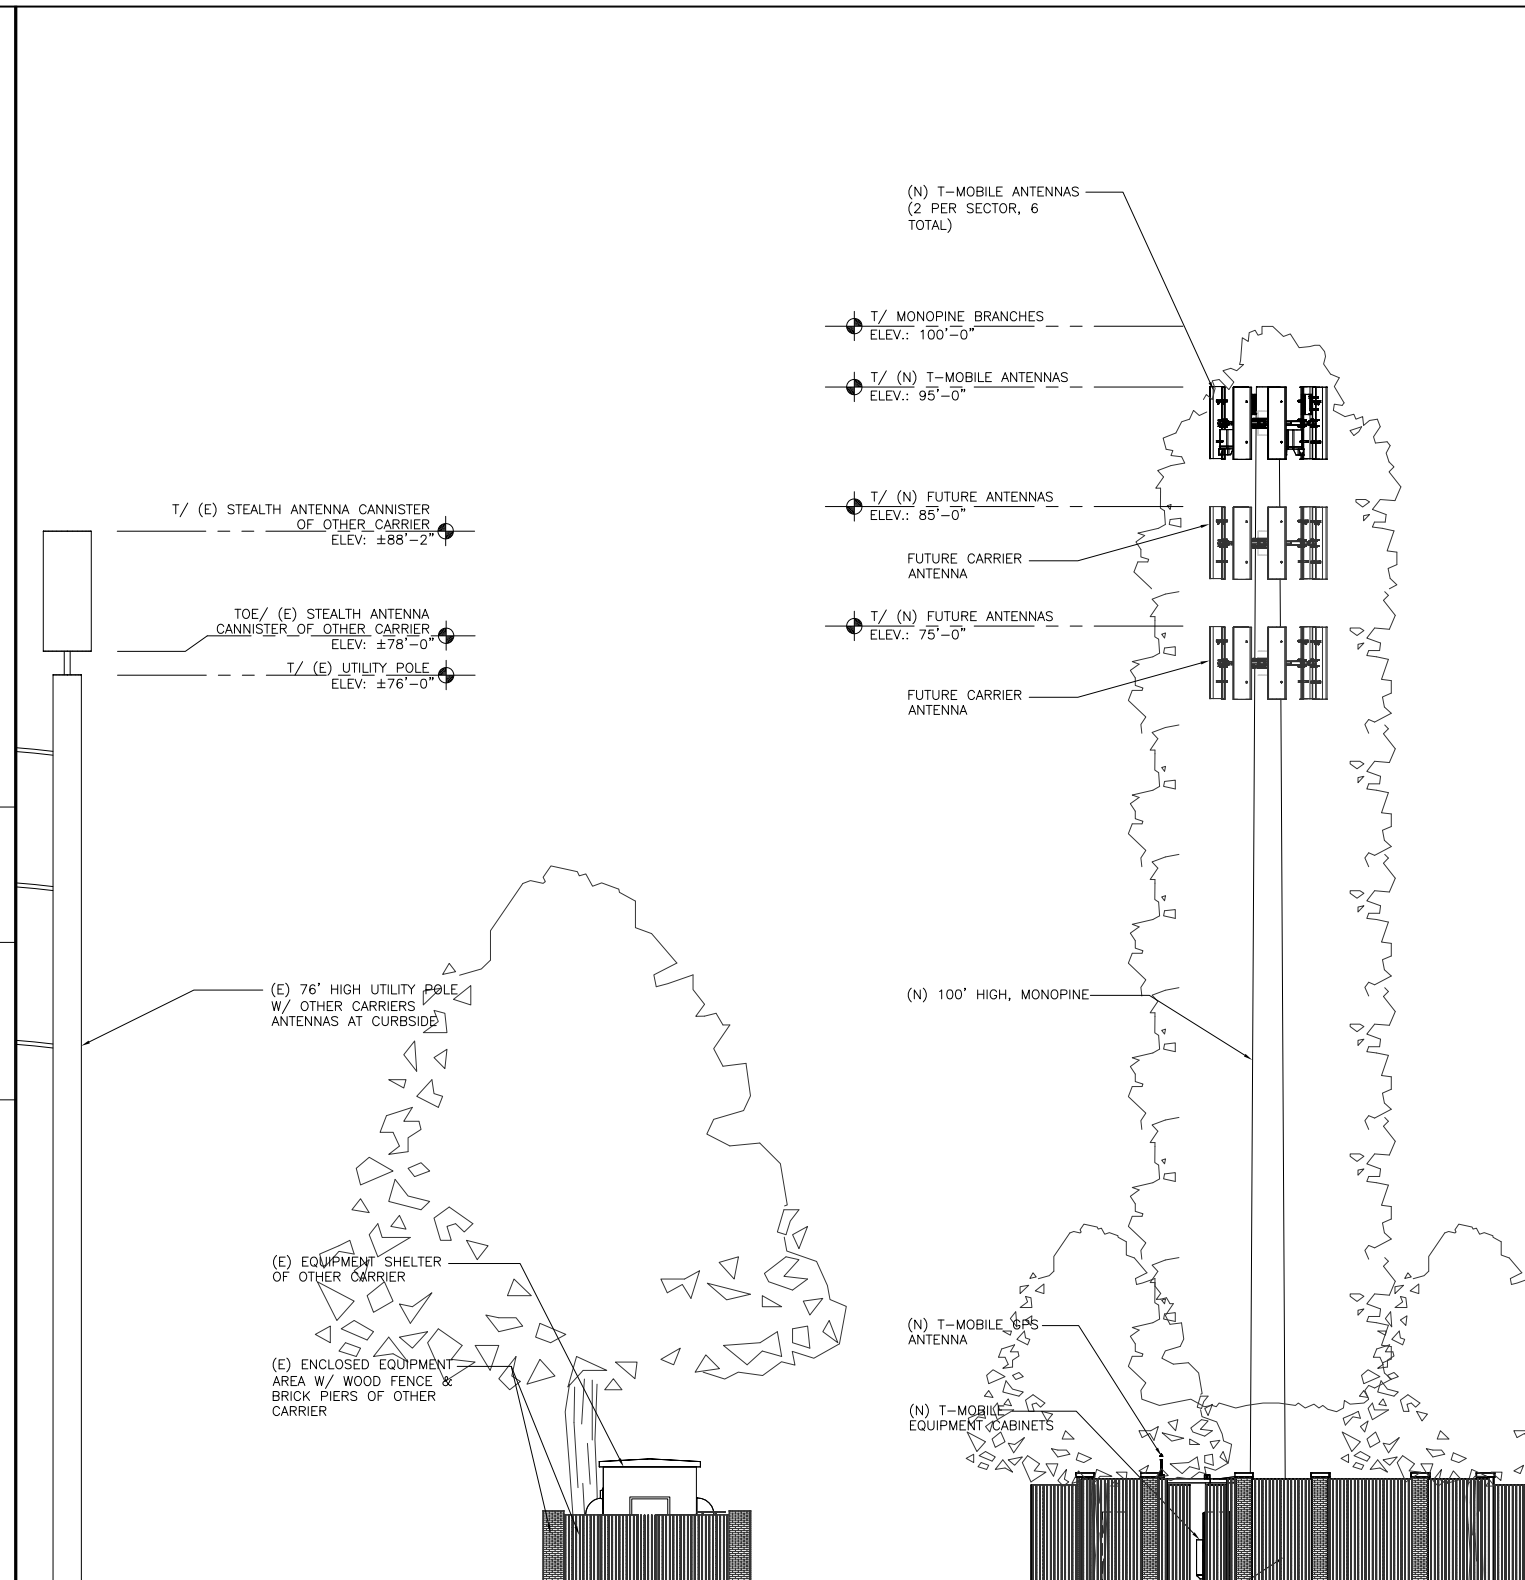 (N) T-MOBILE ANTENNAS
(2 PER SECTOR, 6
TOTAL)
T/ MONOPINE BRANCHES
ELEV.: 100'-0"
T/ (N) T-MOBILE ANTENNAS
ELEV.: 95'-0"
T/ (N) FUTURE ANTENNAS
ELEV.: 85'-0"
FUTURE CARRIER
ANTENNA
T/ (N) FUTURE ANTENNAS
ELEV.: 75'-0"
FUTURE CARRIER
ANTENNA
T/ (E) STEALTH ANTENNA CANNISTER
OF OTHER CARRIER
ELEV: ±88'-2"
TOE/ (E) STEALTH ANTENNA
CANNISTER OF OTHER CARRIER
ELEV: ±78'-0"
T/ (E) UTILITY POLE
ELEV: ±76'-0"
(E) 76' HIGH UTILITY POLE
W/ OTHER CARRIERS
ANTENNAS AT CURBSIDE
(N) 100' HIGH, MONOPINE
(E) EQUIPMENT SHELTER
OF OTHER CARRIER
(E) ENCLOSED EQUIPMENT
AREA W/ WOOD FENCE &
BRICK PIERS OF OTHER
CARRIER
(N) T-MOBILE GPS
ANTENNA
(N) T-MOBILE
EQUIPMENT CABINETS